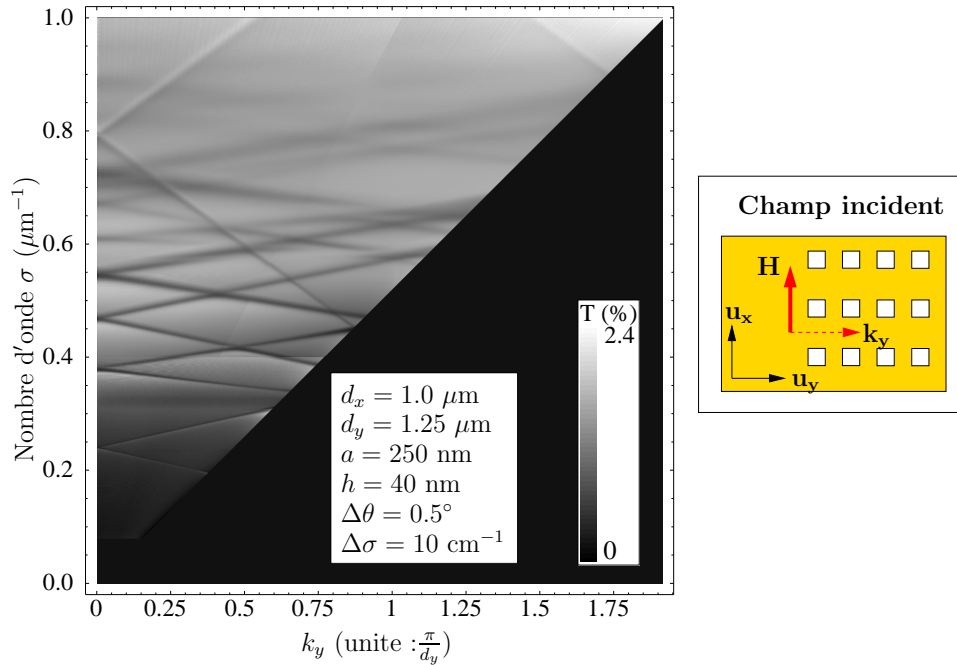 Nombre d'onde σ (μm⁻¹)
1.0
0.8
0.6
0.4
0.2
0.0
0
0.25
0.5
0.75
1
1.25
1.5
1.75
k_y (unite : π/d_y)
d_x = 1.0 μm
d_y = 1.25 μm
a = 250 nm
h = 40 nm
Δθ = 0.5°
Δσ = 10 cm⁻¹
T (%)
2.4
0
Champ incident
H
k_y
u_x
u_y